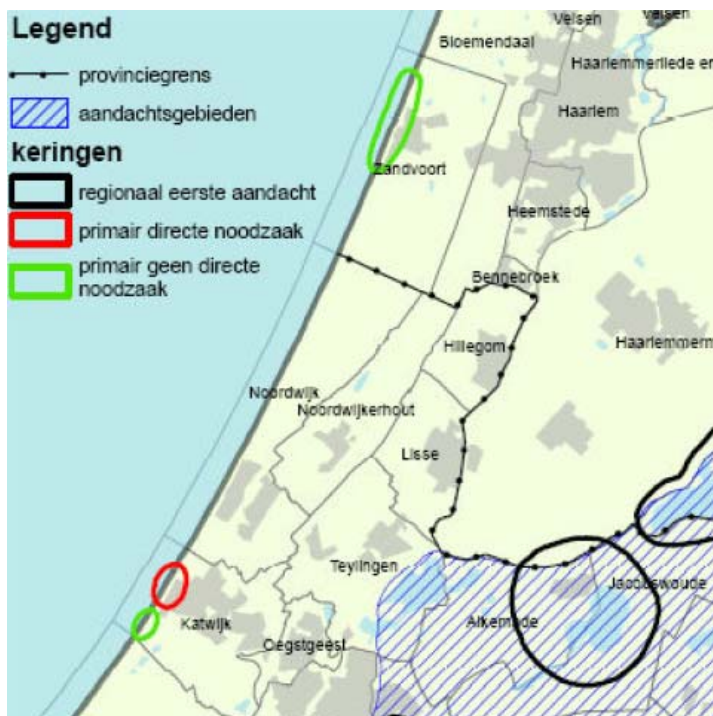 Legend
provinciegrens
aandachtsgebieden
keringen
regionaal eerste aandacht
primair directe noodzaak
primair geen directe
noodzaak
Velsen
Velsen
Bloemendaal
Haarlemmerliede en
Haarlem
Zandvoort
Heemstede
Bennebroek
Hillegom
Haarlemmerm
Noordwijk
Noordwijkerhout
Lisse
Teylingen
Jacobswoude
Alkemade
Katwijk
Oegstgeest